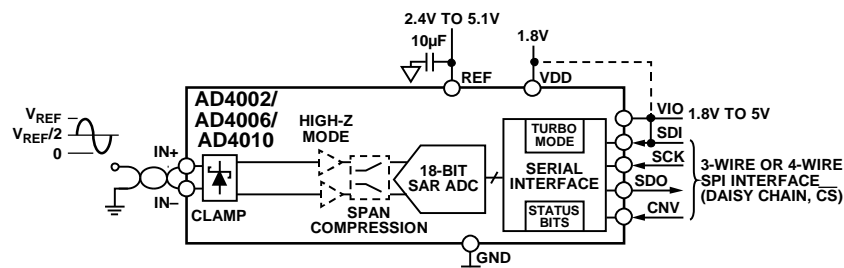 2.4V TO 5.1V
10µF
1.8V
REF
VDD
AD4002/
AD4006/
AD4010
HIGH-Z
MODE
VREF
VREF/2
0
IN+
IN–
CLAMP
SPAN
COMPRESSION
18-BIT
SAR ADC
TURBO
MODE
SERIAL
INTERFACE
STATUS
BITS
VIO
1.8V TO 5V
SDI
SCK
SDO
CNV
3-WIRE OR 4-WIRE
SPI INTERFACE
(DAISY CHAIN, CS)
GND